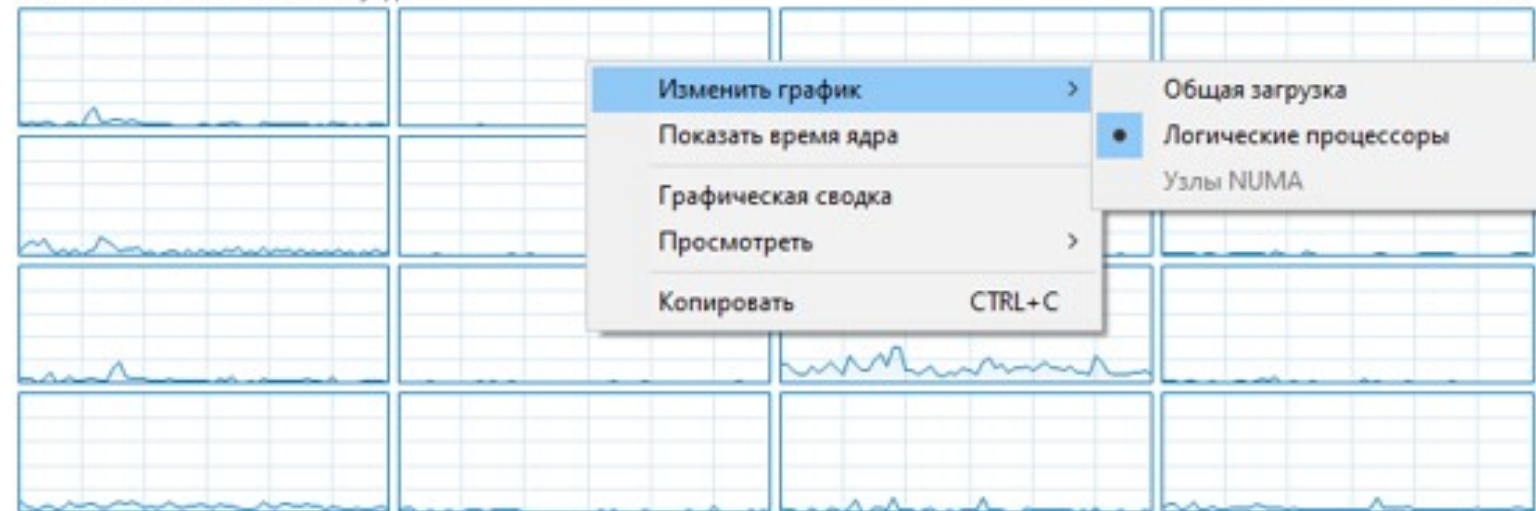 Изменить график
Общая загрузка
Показать время ядра
Логические процессоры
Графическая сводка
Узлы NUMA
Просмотреть
Копировать CTRL+C